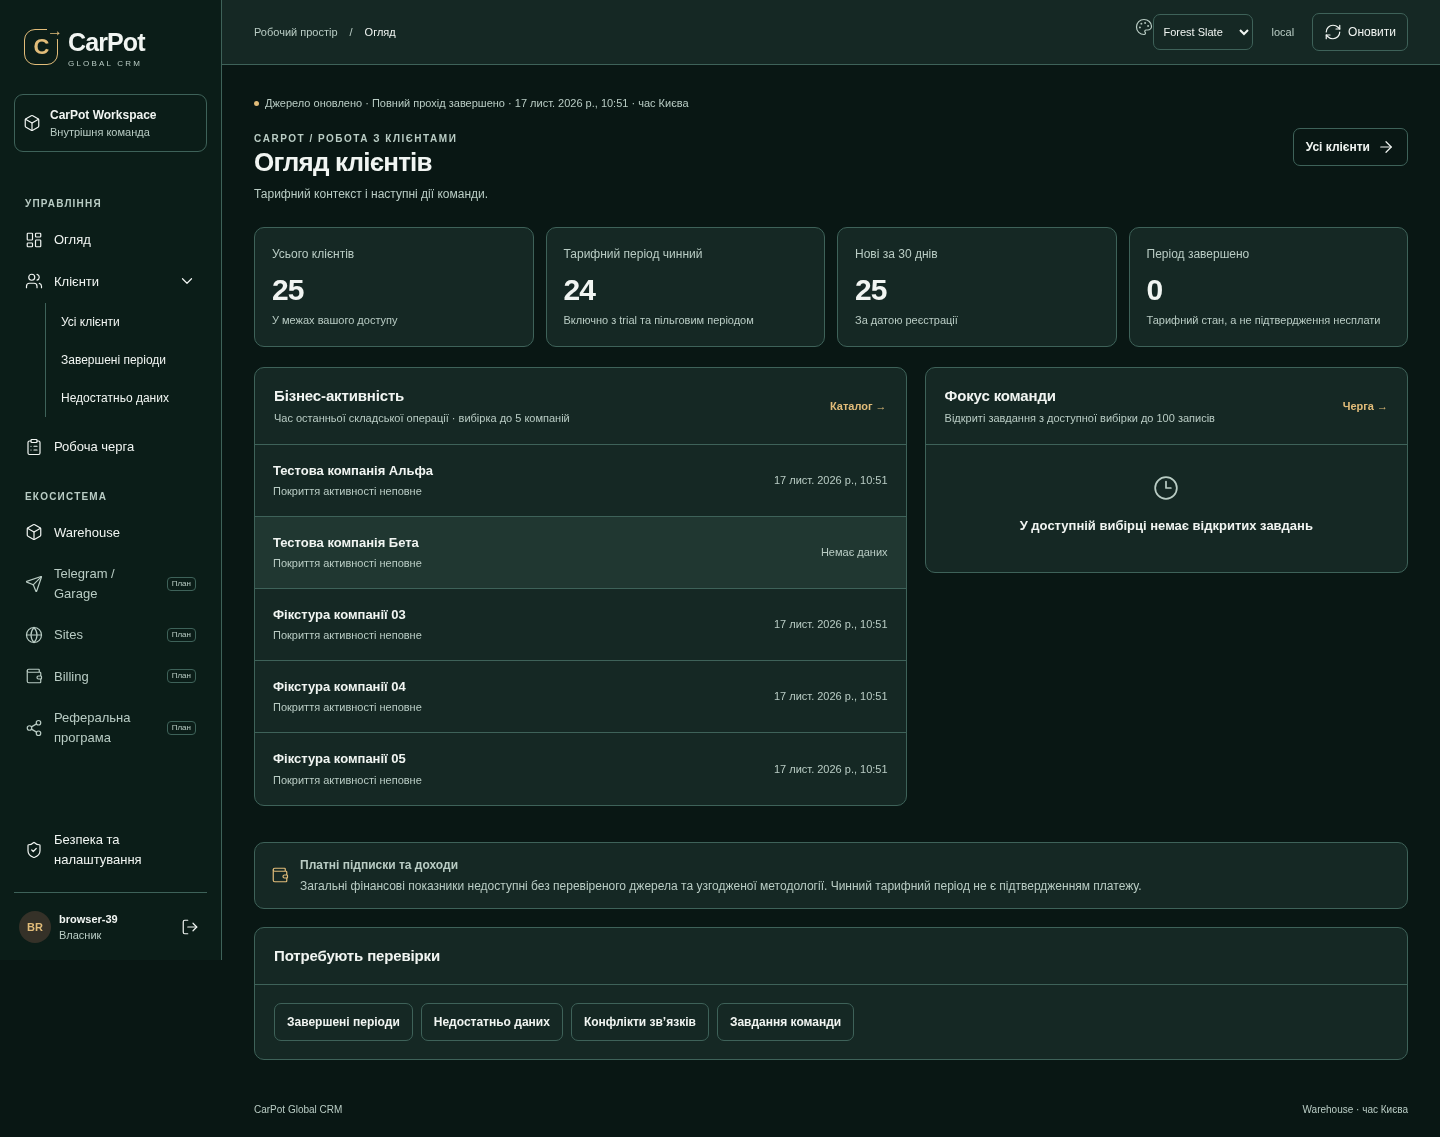 C CarPot
GLOBAL CRM
CarPot Workspace
Внутрішня команда
УПРАВЛІННЯ
Огляд
Клієнти
Усі клієнти
Завершені періоди
Недостатньо даних
Робоча черга
ЕКОСИСТЕМА
Warehouse
Telegram /
Garage
План
Sites
План
Billing
План
Реферальна
програма
План
Безпека та
налаштування
BR
browser-39
Власник
Робочий простір / Огляд
Forest Slate
local
Оновити
Джерело оновлено · Повний прохід завершено · 17 лист. 2026 р., 10:51 · час Києва
CARPOT / РОБОТА З КЛІЄНТАМИ
Огляд клієнтів
Тарифний контекст і наступні дії команди.
Усі клієнти
Усього клієнтів
25
У межах вашого доступу
Тарифний період чинний
24
Включно з trial та пільговим періодом
Нові за 30 днів
25
За датою реєстрації
Період завершено
0
Тарифний стан, а не підтвердження несплати
Бізнес-активність
Час останньої складської операції · вибірка до 5 компаній
Каталог →
Тестова компанія Альфа
Покриття активності неповне
17 лист. 2026 р., 10:51
Тестова компанія Бета
Покриття активності неповне
Немає даних
Фікстура компанії 03
Покриття активності неповне
17 лист. 2026 р., 10:51
Фікстура компанії 04
Покриття активності неповне
17 лист. 2026 р., 10:51
Фікстура компанії 05
Покриття активності неповне
17 лист. 2026 р., 10:51
Фокус команди
Відкриті завдання з доступної вибірки до 100 записів
Черга →
У доступній вибірці немає відкритих завдань
Платні підписки та доходи
Загальні фінансові показники недоступні без перевіреного джерела та узгодженої методології. Чинний тарифний період не є підтвердженням платежу.
Потребують перевірки
Завершені періоди
Недостатньо даних
Конфлікти зв'язків
Завдання команди
CarPot Global CRM
Warehouse · час Києва